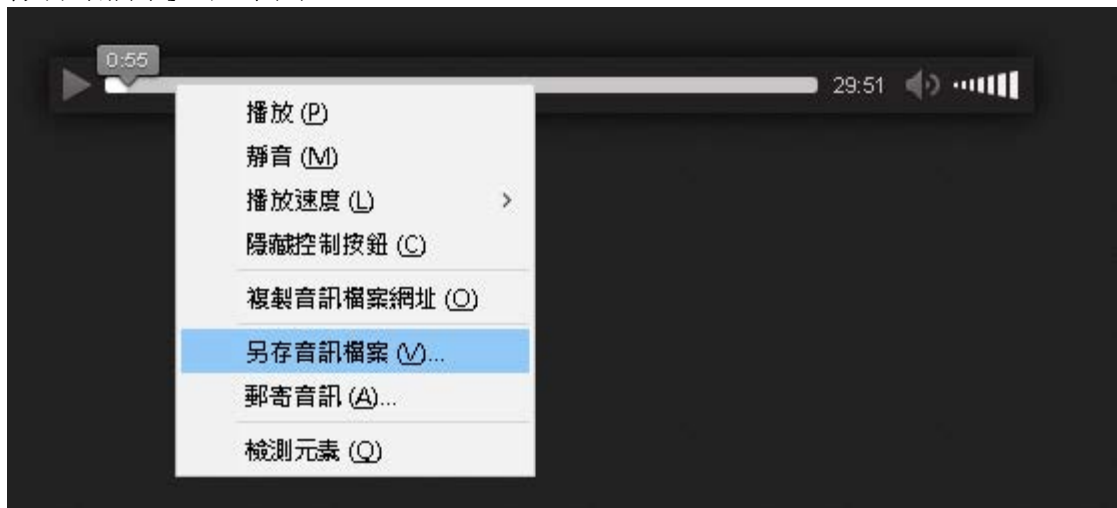 0:55
29:51
播放 (P)
靜音 (M)
播放速度 (L)
隱藏控制按鈕 (C)
複製音訊檔案網址 (O)
另存音訊檔案 (V)...
郵寄音訊 (A)...
檢測元素 (Q)